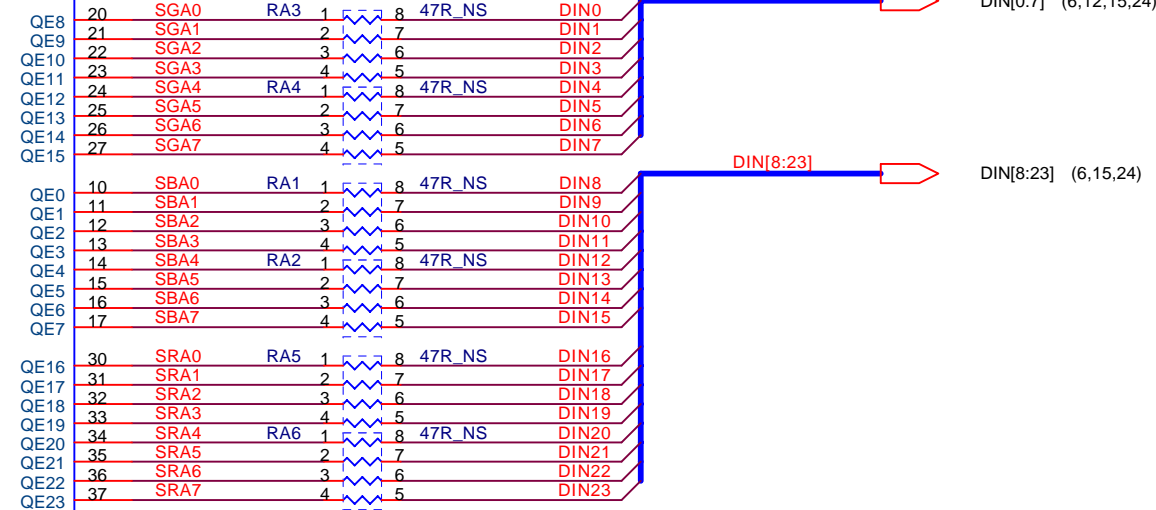 DIN[0:7] (6,12,15,24)
QE8 20 SGA0 RA3 1 8 47R_NS DIN0
QE9 21 SGA1 2 7 DIN1
QE10 22 SGA2 3 6 DIN2
QE11 23 SGA3 4 5 DIN3
QE12 24 SGA4 RA4 1 8 47R_NS DIN4
QE13 25 SGA5 2 7 DIN5
QE14 26 SGA6 3 6 DIN6
QE15 27 SGA7 4 5 DIN7
DIN[8:23] DIN[8:23] (6,15,24)
QE0 10 SBA0 RA1 1 8 47R_NS DIN8
QE1 11 SBA1 2 7 DIN9
QE2 12 SBA2 3 6 DIN10
QE3 13 SBA3 4 5 DIN11
QE4 14 SBA4 RA2 1 8 47R_NS DIN12
QE5 15 SBA5 2 7 DIN13
QE6 16 SBA6 3 6 DIN14
QE7 17 SBA7 4 5 DIN15
QE16 30 SRA0 RA5 1 8 47R_NS DIN16
QE17 31 SRA1 2 7 DIN17
QE18 32 SRA2 3 6 DIN18
QE19 33 SRA3 4 5 DIN19
QE20 34 SRA4 RA6 1 8 47R_NS DIN20
QE21 35 SRA5 2 7 DIN21
QE22 36 SRA6 3 6 DIN22
QE23 37 SRA7 4 5 DIN23